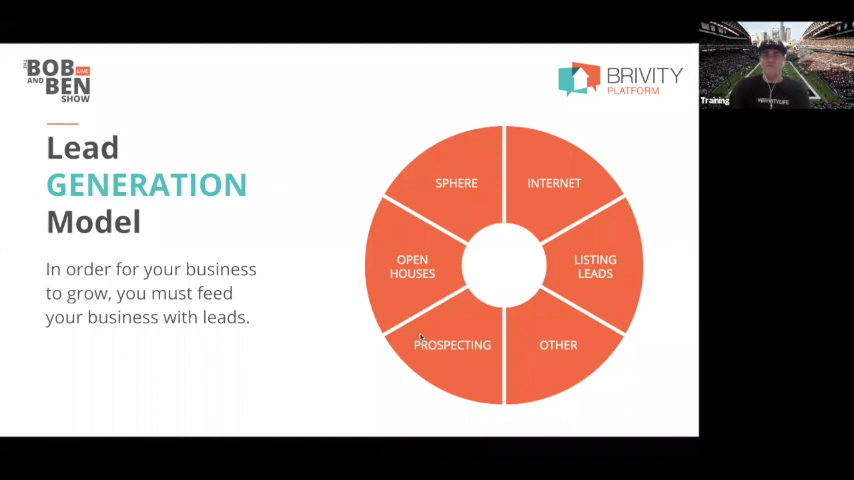 THE
BOB LIVE
AND BEN
SHOW
BRIVITY
PLATFORM
Training
#BRIVITYLIFE
Lead
GENERATION
Model
In order for your business
to grow, you must feed
your business with leads.
SPHERE
INTERNET
OPEN
HOUSES
LISTING
LEADS
PROSPECTING
OTHER